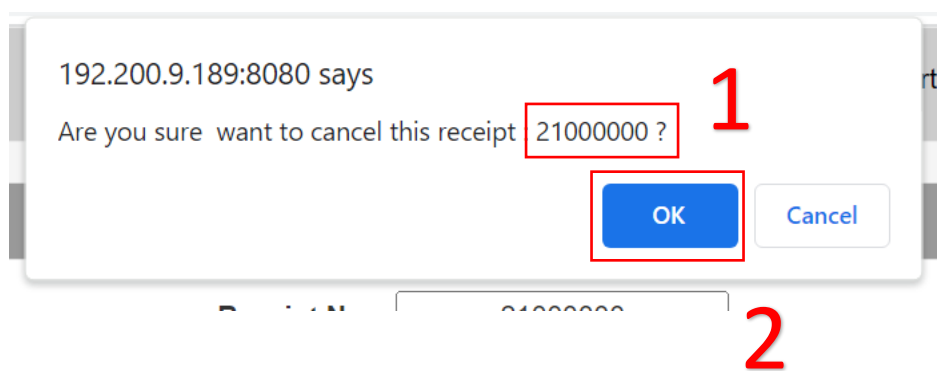 192.200.9.189:8080 says
1
rt
Are you sure  want to cancel this receipt : 21000000 ?
OK
Cancel
2